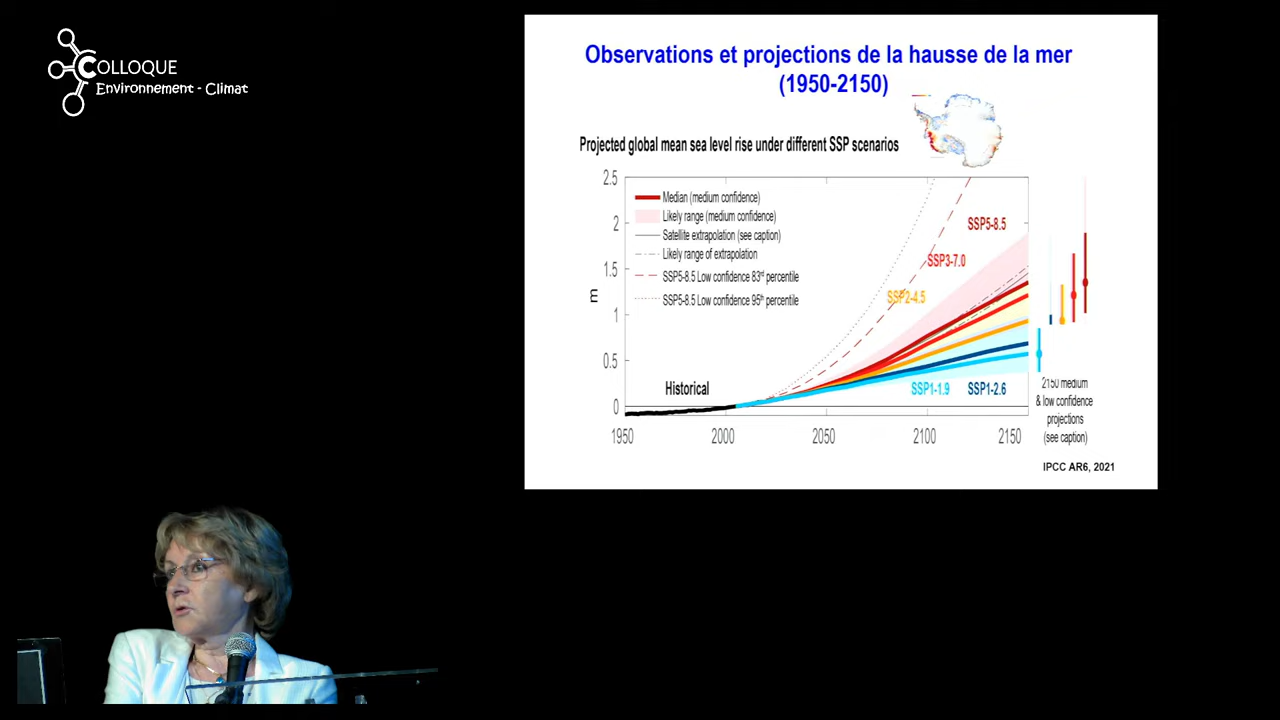 COLLOQUE
Environnement - Climat
Observations et projections de la hausse de la mer
(1950-2150)
Projected global mean sea level rise under different SSP scenarios
2.5
2
1.5
1
0.5
0
m
Median (medium confidence)
Likely range (medium confidence)
Satellite extrapolation (see caption)
Likely range of extrapolation
SSP5-8.5 Low confidence 83rd percentile
SSP5-8.5 Low confidence 95th percentile
SSP5-8.5
SSP3-7.0
SSP2-4.5
Historical
SSP1-1.9
SSP1-2.6
1950
2000
2050
2100
2150
2150 medium
& low confidence
projections
(see caption)
IPCC AR6, 2021